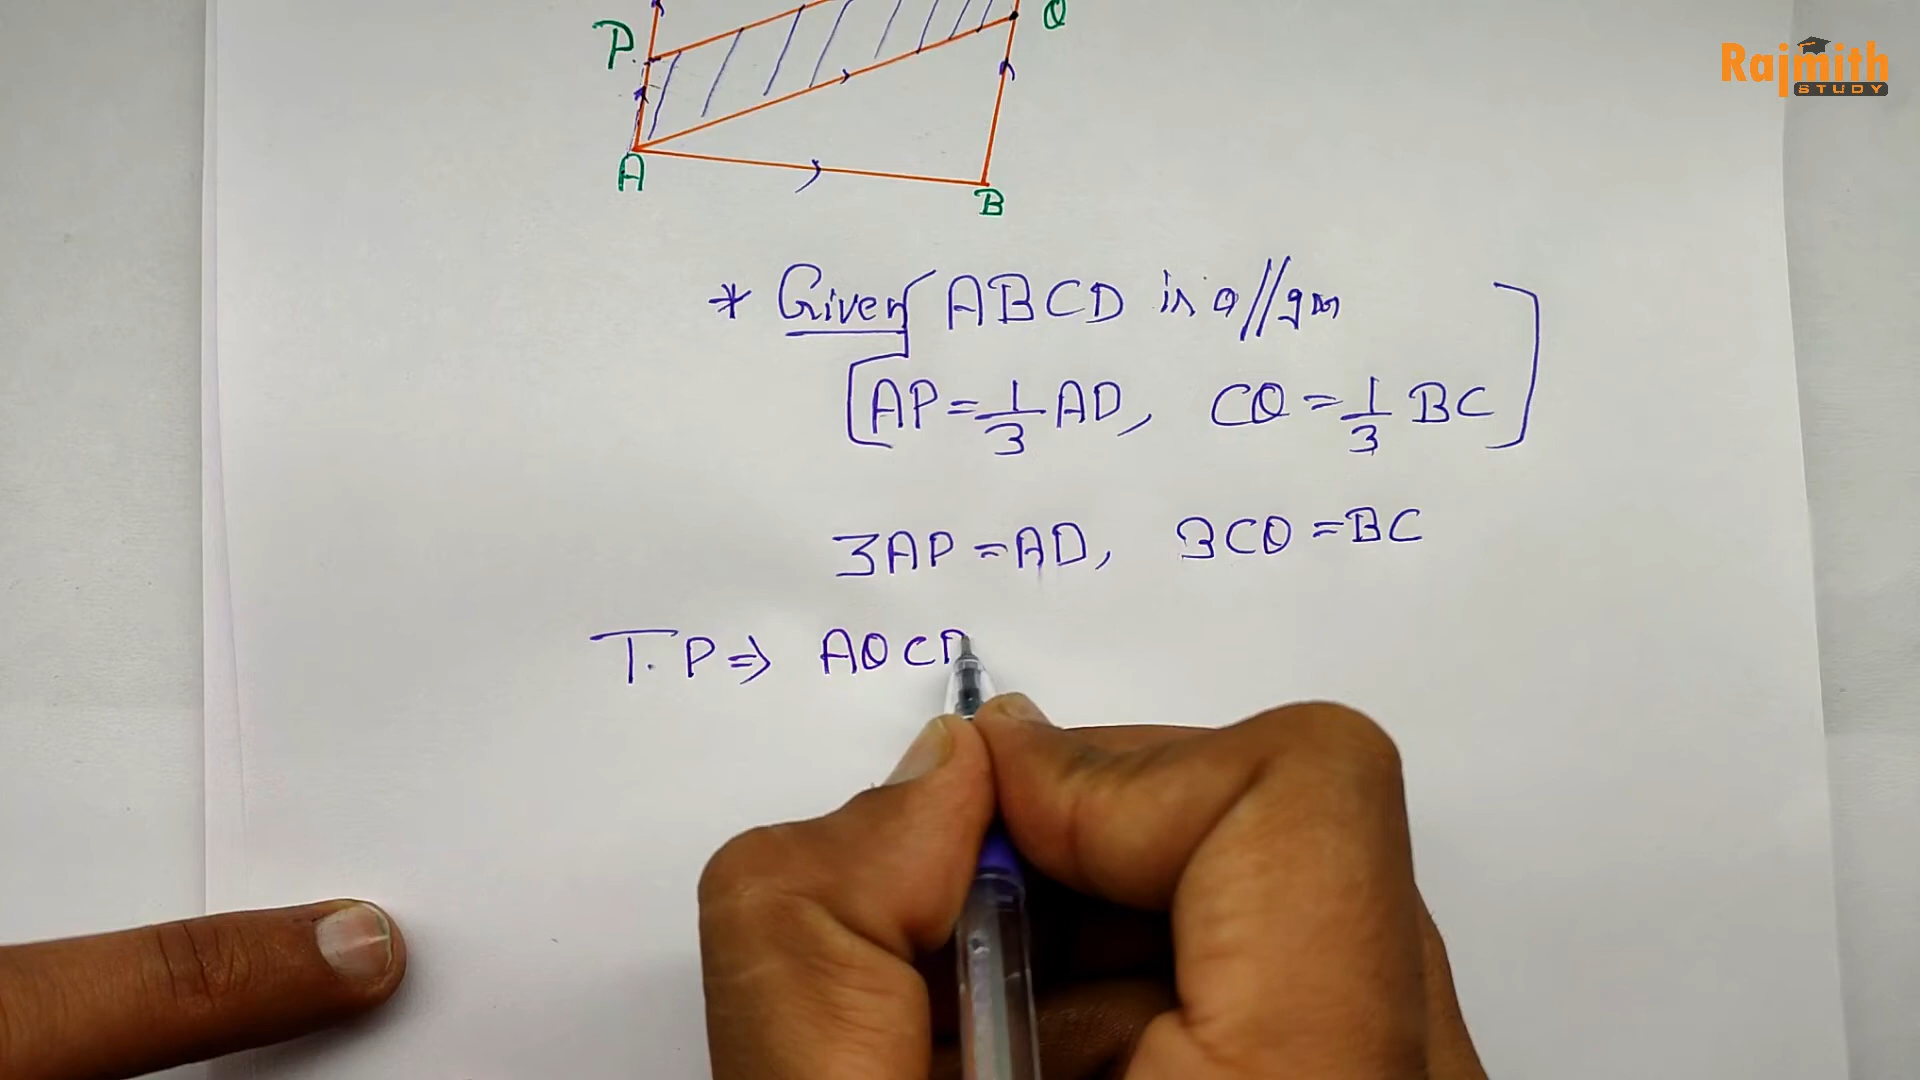 P
Q
Rajmith
STUDY
A
B
* Given ABCD is a //gm
AP = 1/3 AD, CQ = 1/3 BC
3AP = AD, 3CQ = BC
T.P ⇒ AQCP